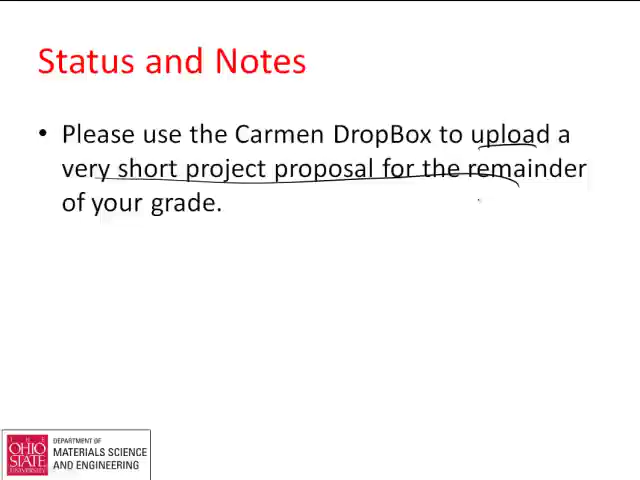 Status and Notes
• Please use the Carmen DropBox to upload a
very short project proposal for the remainder
of your grade.
T · H · E
OHIO
STATE
UNIVERSITY
DEPARTMENT OF
MATERIALS SCIENCE
AND ENGINEERING